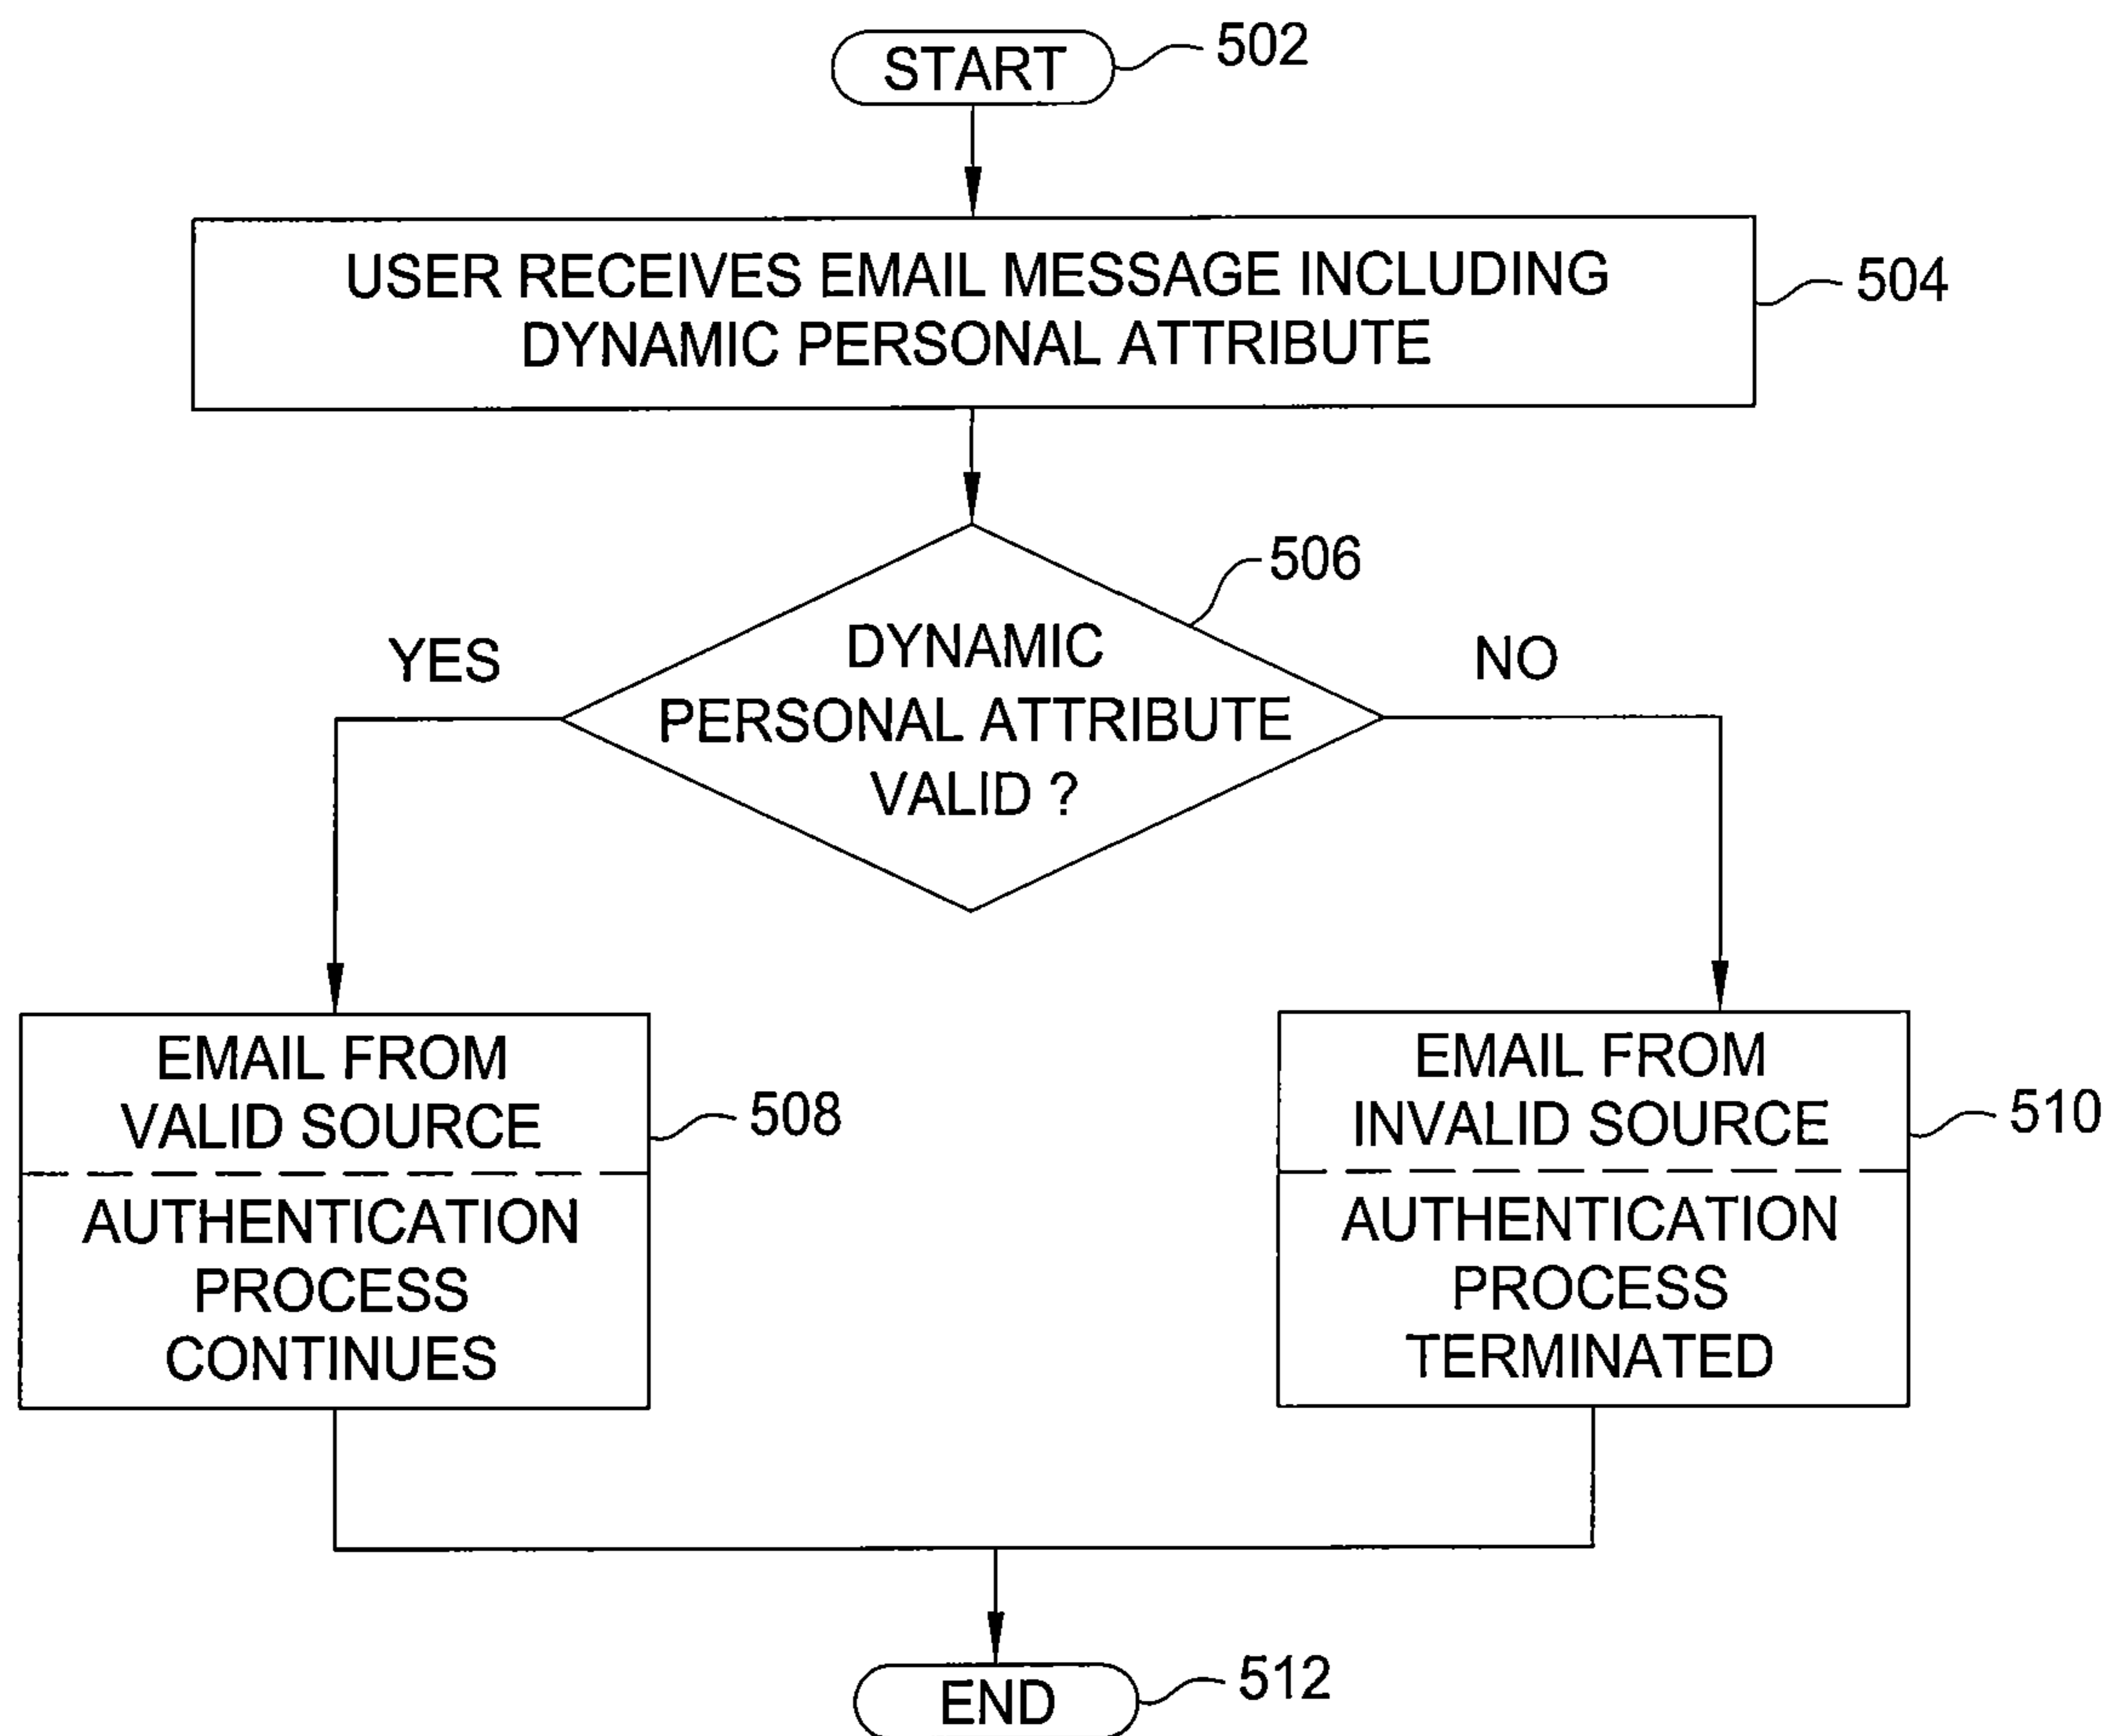 START
502
USER RECEIVES EMAIL MESSAGE INCLUDING
DYNAMIC PERSONAL ATTRIBUTE
504
506
YES
NO
DYNAMIC
PERSONAL ATTRIBUTE
VALID ?
EMAIL FROM
VALID SOURCE
508
AUTHENTICATION
PROCESS
CONTINUES
EMAIL FROM
INVALID SOURCE
510
AUTHENTICATION
PROCESS
TERMINATED
END
512